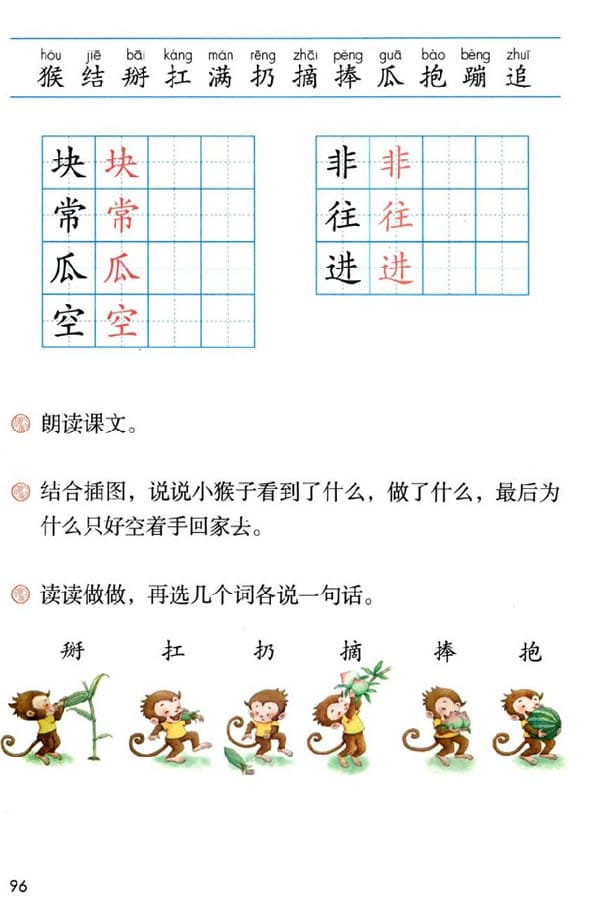 hóu jiē bāi káng mǎn rēng zhāi pěng guā bào bèng zhuī
猴 结 掰 扛 满 扔 摘 捧 瓜 抱 蹦 追
块 块 非 非
常 常 往 往
瓜 瓜 进 进
空 空
朗读课文。
结合插图，说说小猴子看到了什么，做了什么，最后为
什么只好空着手回家去。
读读做做，再选几个词各说一句话。
掰 扛 扔 摘 捧 抱
96